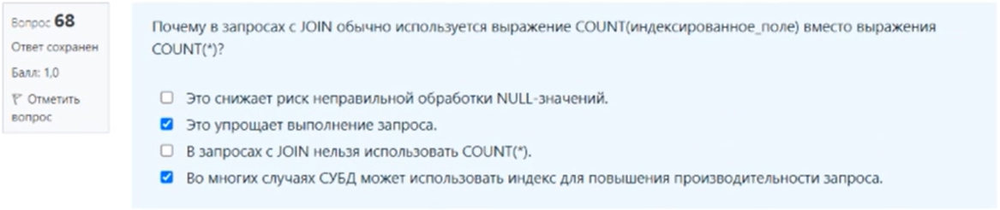 Вопрос 68
Ответ сохранен
Балл: 1,0
Отметить
вопрос
Почему в запросах с JOIN обычно используется выражение COUNT(индексированное_поле) вместо выражения
COUNT(*)?
Это снижает риск неправильной обработки NULL-значений.
Это упрощает выполнение запроса.
В запросах с JOIN нельзя использовать COUNT(*).
Во многих случаях СУБД может использовать индекс для повышения производительности запроса.